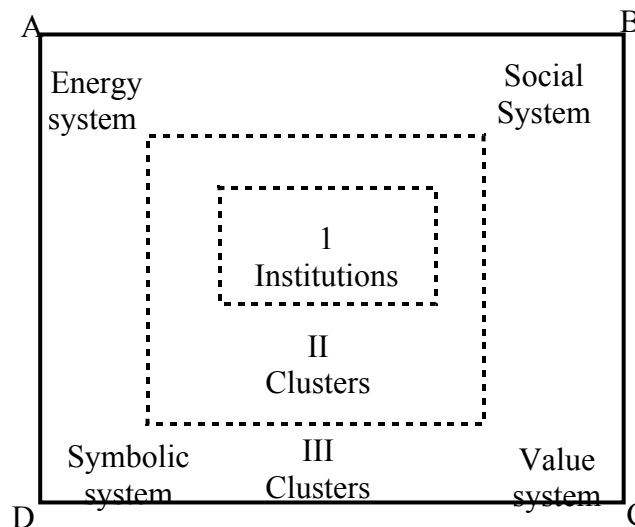 A
B
Energy
system
Social
System
1
Institutions
II
Clusters
Symbolic
system
III
Clusters
Value
system
D
C